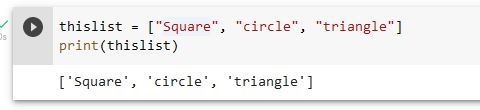 thislist = ["Square", "circle", "triangle"]
print(thislist)
['Square', 'circle', 'triangle']